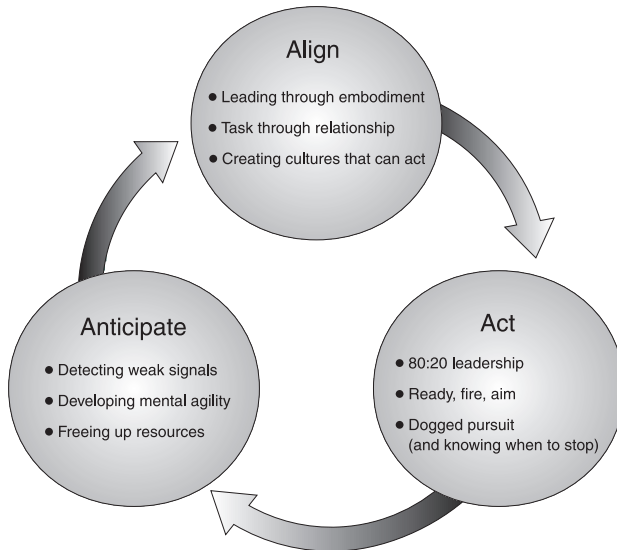 Align
• Leading through embodiment
• Task through relationship
• Creating cultures that can act
Anticipate
• Detecting weak signals
• Developing mental agility
• Freeing up resources
Act
• 80:20 leadership
• Ready, fire, aim
• Dogged pursuit
(and knowing when to stop)